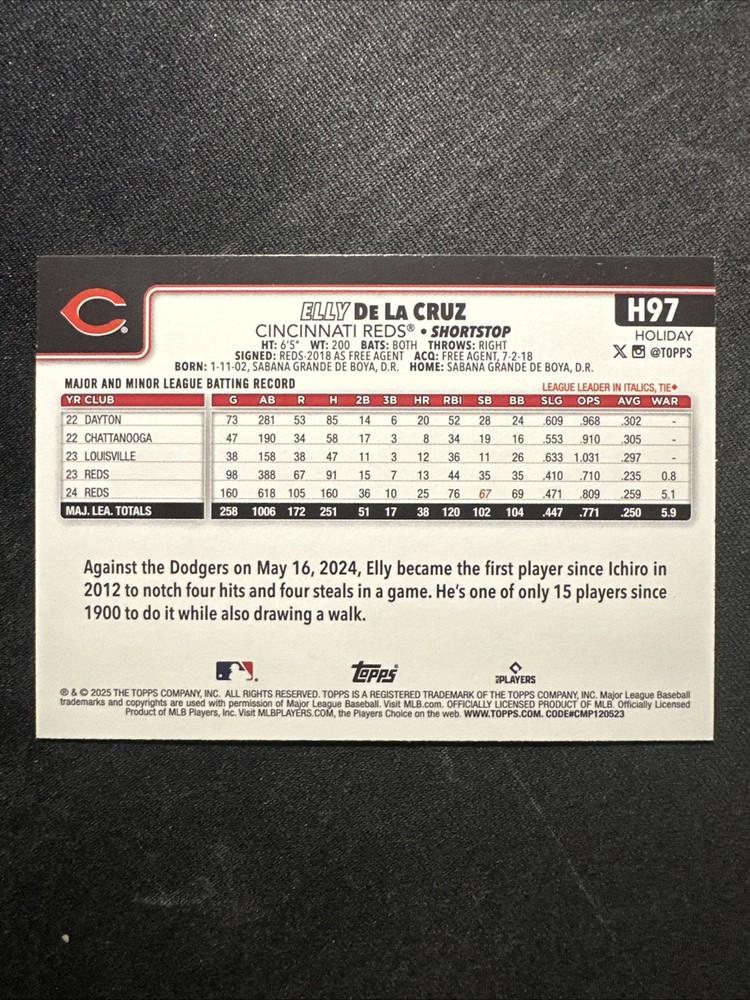 C®
ELLY DE LA CRUZ
H97
CINCINNATI REDS® • SHORTSTOP
HOLIDAY
HT: 6'5" WT: 200 BATS: BOTH THROWS: RIGHT
X @TOPPS
SIGNED: REDS-2018 AS FREE AGENT ACQ: FREE AGENT, 7-2-18
BORN: 1-11-02, SABANA GRANDE DE BOYA, D.R. HOME: SABANA GRANDE DE BOYA, D.R.
MAJOR AND MINOR LEAGUE BATTING RECORD LEAGUE LEADER IN ITALICS, TIE◆
YR CLUB G AB R H 2B 3B HR RBI SB BB SLG OPS AVG WAR
22 DAYTON 73 281 53 85 14 6 20 52 28 24 .609 .968 .302 -
22 CHATTANOOGA 47 190 34 58 17 3 8 34 19 16 .553 .910 .305 -
23 LOUISVILLE 38 158 38 47 11 3 12 36 11 26 .633 1.031 .297 -
23 REDS 98 388 67 91 15 7 13 44 35 35 .410 .710 .235 0.8
24 REDS 160 618 105 160 36 10 25 76 67 69 .471 .809 .259 5.1
MAJ. LEA. TOTALS 258 1006 172 251 51 17 38 120 102 104 .447 .771 .250 5.9
Against the Dodgers on May 16, 2024, Elly became the first player since Ichiro in
2012 to notch four hits and four steals in a game. He's one of only 15 players since
1900 to do it while also drawing a walk.
TOPPS® MLB PLAYERS
® & © 2025 THE TOPPS COMPANY, INC. ALL RIGHTS RESERVED. TOPPS IS A REGISTERED TRADEMARK OF THE TOPPS COMPANY, INC. Major League Baseball
trademarks and copyrights are used with permission of Major League Baseball. Visit MLB.com. OFFICIALLY LICENSED PRODUCT OF MLB. Officially Licensed
Product of MLB Players, Inc. Visit MLBPLAYERS.COM, the Players Choice on the web. WWW.TOPPS.COM. CODE#CMP120523